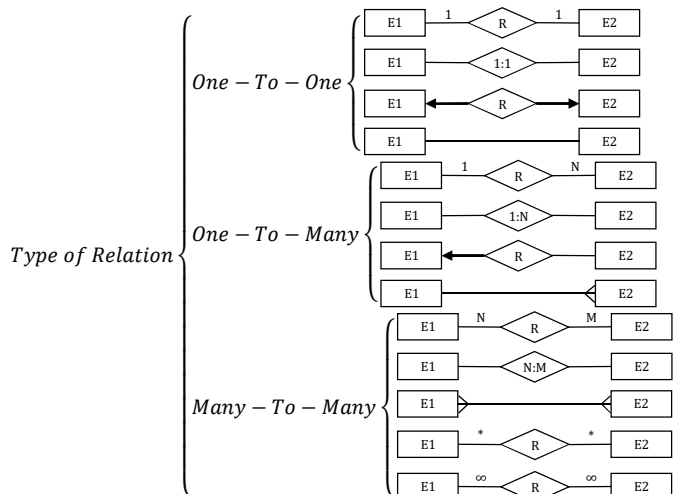 E1 1 R 1 E2
E1 1:1 E2
One − To − One
E1 R E2
E1 E2
E1 1 R N E2
E1 1:N E2
One − To − Many
E1 R E2
Type of Relation
E1 E2
E1 N R M E2
E1 N:M E2
Many − To − Many
E1 E2
E1 * R * E2
E1 ∞ R ∞ E2